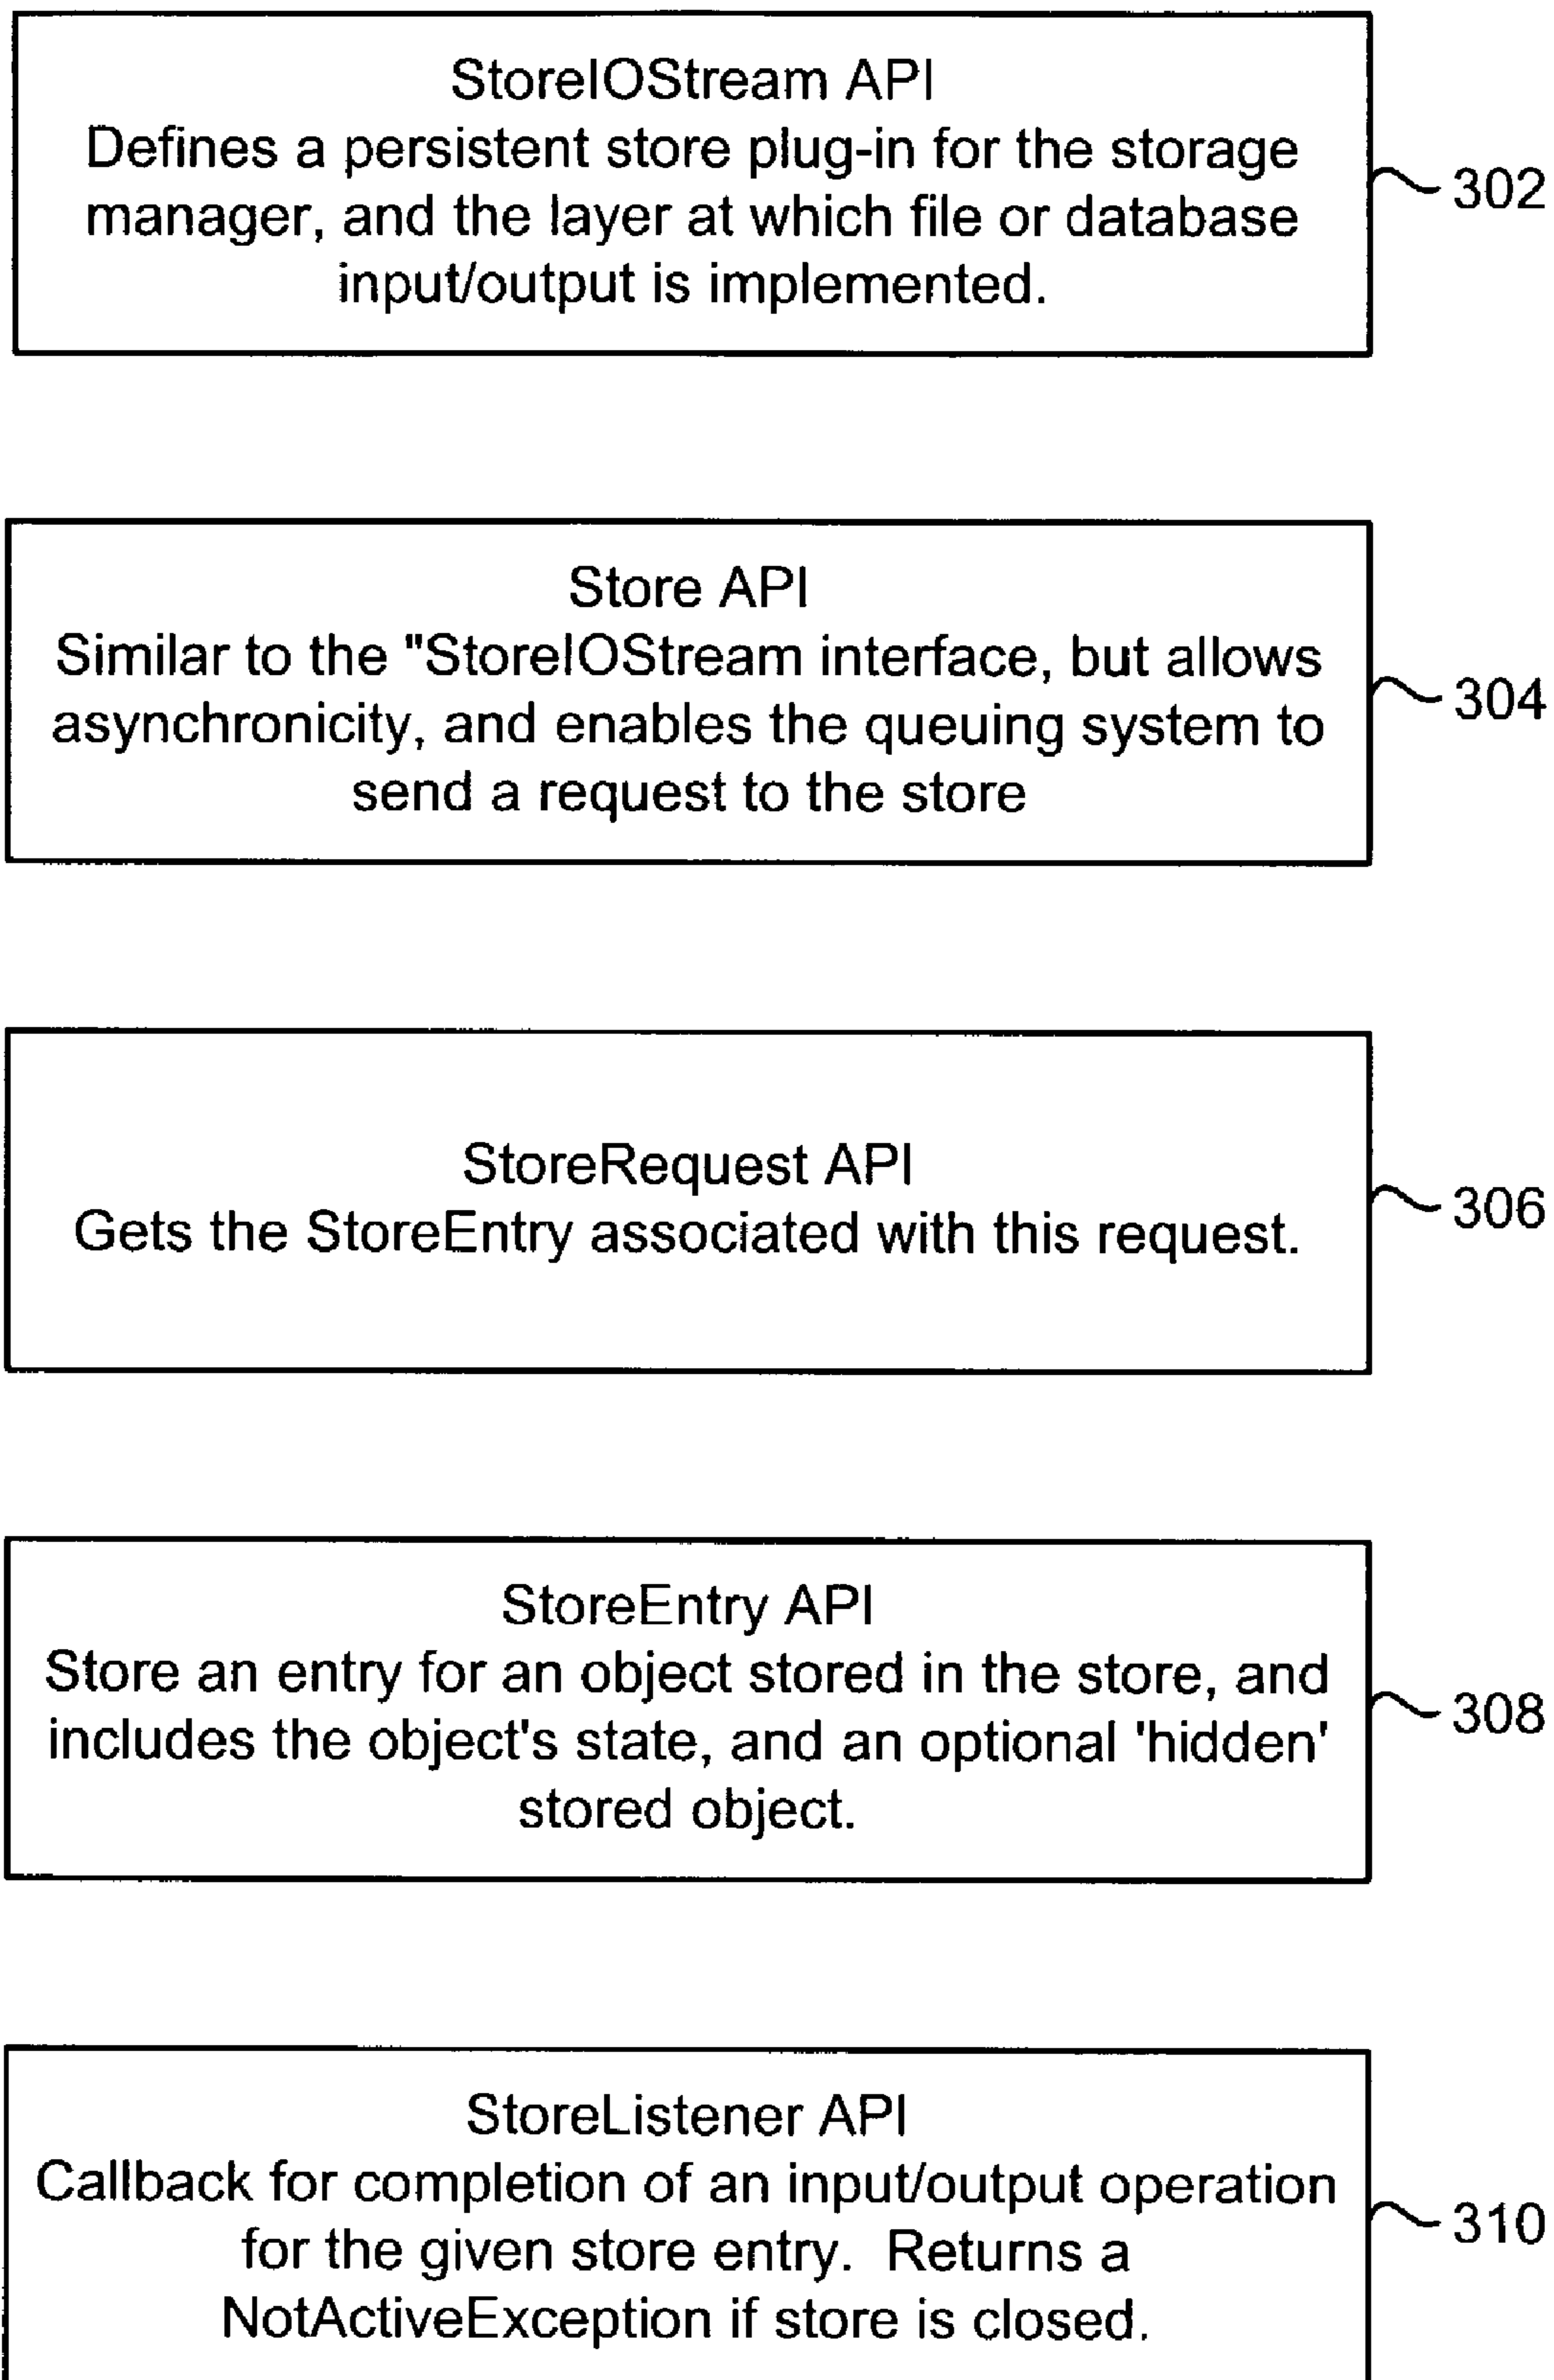 StoreIOStream API
Defines a persistent store plug-in for the storage
manager, and the layer at which file or database
input/output is implemented.
302
Store API
Similar to the "StoreIOStream interface, but allows
asynchronicity, and enables the queuing system to
send a request to the store
304
StoreRequest API
Gets the StoreEntry associated with this request.
306
StoreEntry API
Store an entry for an object stored in the store, and
includes the object's state, and an optional 'hidden'
stored object.
308
StoreListener API
Callback for completion of an input/output operation
for the given store entry.  Returns a
NotActiveException if store is closed.
310